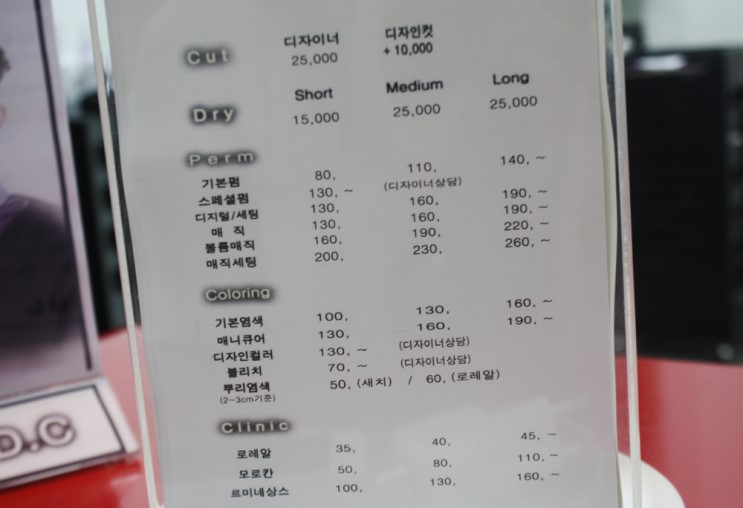 디자이너 디자인컷
Cut 25,000 + 10,000
Short Medium Long
Dry 15,000 25,000 25,000
Perm
기본펌 80, 110, 140, ~
스페셜펌 130, ~ (디자이너상담)
디지털/세팅 130, 160, 190, ~
매 직 130, 160, 190, ~
볼륨매직 160, 190, 220, ~
매직세팅 200, 230, 260, ~
Coloring
기본염색 100, 130, 160, ~
매니큐어 130, 160, 190, ~
디자인컬러 130, ~ (디자이너상담)
블리치 70, ~ (디자이너상담)
뿌리염색 50, (새치) / 60, (로레알)
(2~3cm기준)
Clinic
로레알 35, 40, 45, ~
모로칸 50, 80, 110, ~
르미네상스 100, 130, 160, ~
D.C